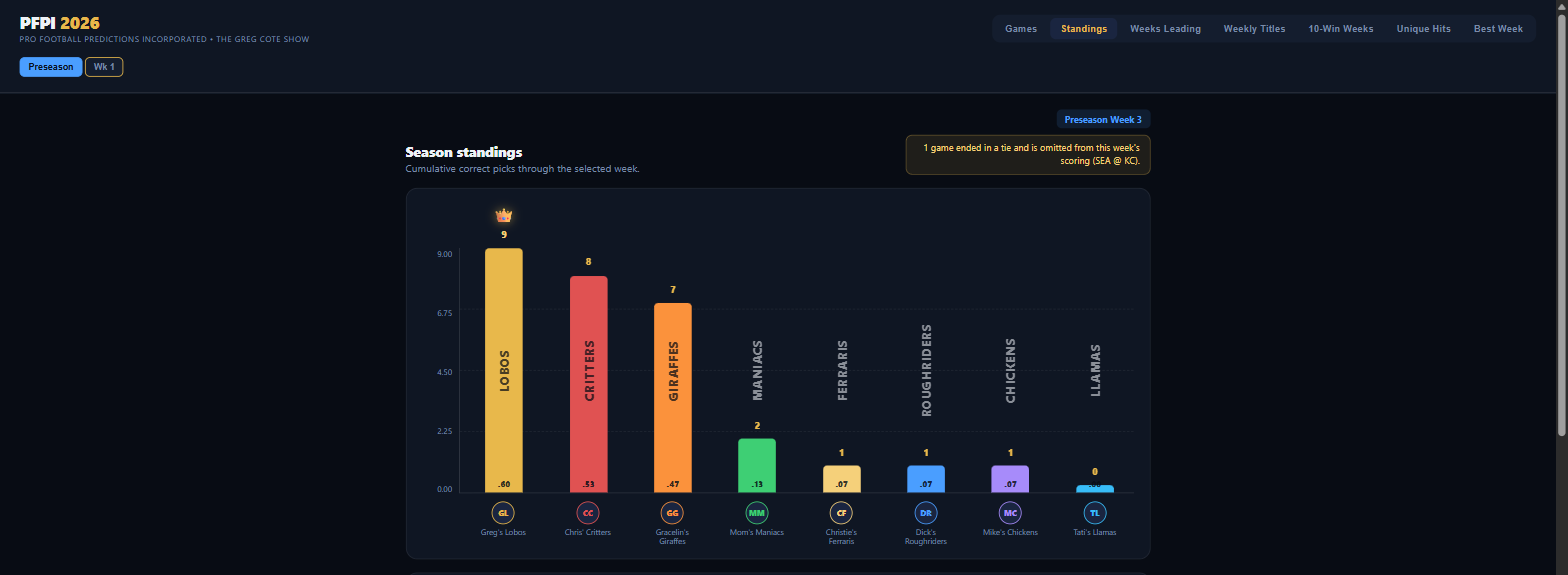 PFPI 2026
PRO FOOTBALL PREDICTIONS INCORPORATED • THE GREG COTE SHOW
Games
Standings
Weeks Leading
Weekly Titles
10-Win Weeks
Unique Hits
Best Week
Preseason
Wk 1
Preseason Week 3
Season standings
Cumulative correct picks through the selected week.
1 game ended in a tie and is omitted from this week's
scoring (SEA @ KC).
9
8
7
2
1
1
1
0
9.00
6.75
4.50
2.25
0.00
LOBOS
CRITTERS
GIRAFFES
MANIACS
FERRARIS
ROUGHRIDERS
CHICKENS
LLAMAS
.60
.53
.47
.13
.07
.07
.07
GL
CC
GG
MM
CF
DR
MC
TL
Greg's Lobos
Chris' Critters
Gracelin's
Giraffes
Mom's Maniacs
Christie's
Ferraris
Dick's
Roughriders
Mike's Chickens
Tati's Llamas